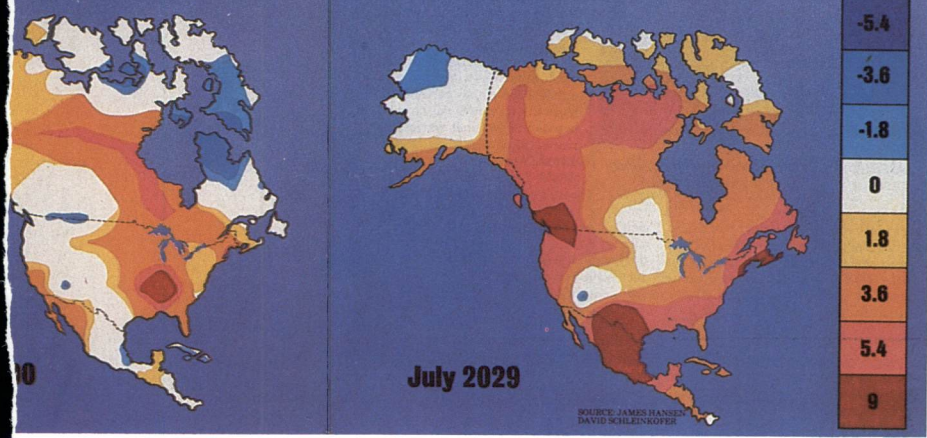 -5.4
-3.6
-1.8
0
1.8
3.6
5.4
9
July 2029
SOURCE: JAMES HANSEN
DAVID SCHLEINKOFER